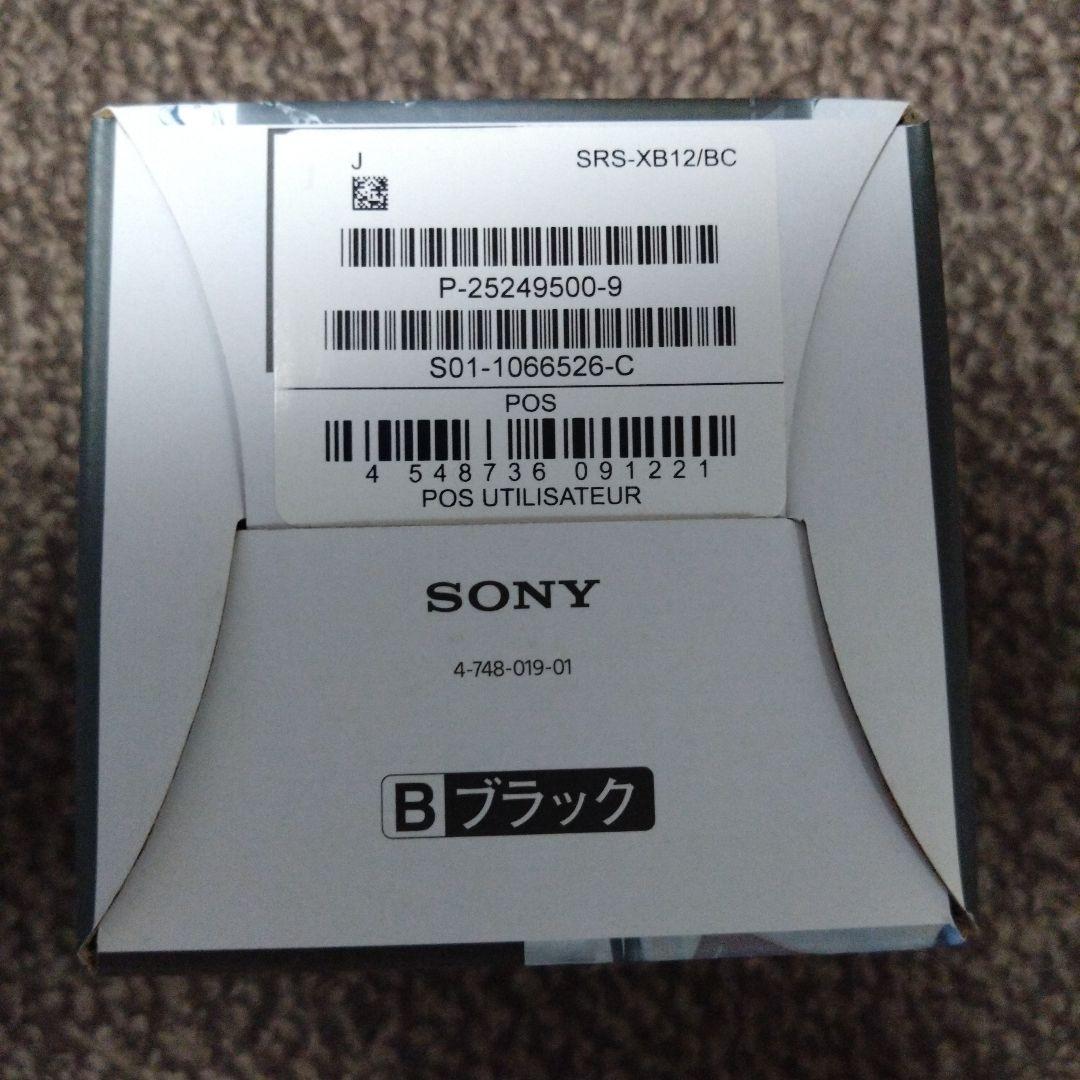 J
SRS-XB12/BC
P-25249500-9
S01-1066526-C
POS
4 548736 091221
POS UTILISATEUR
SONY
4-748-019-01
B ブラック